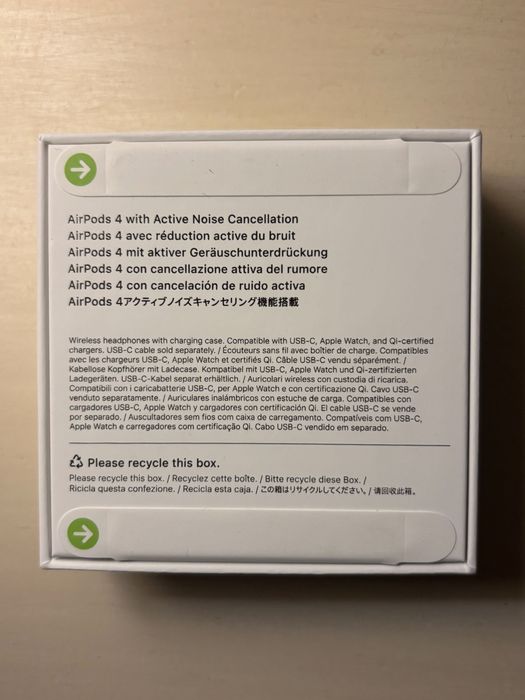 AirPods 4 with Active Noise Cancellation
AirPods 4 avec réduction active du bruit
AirPods 4 mit aktiver Geräuschunterdrückung
AirPods 4 con cancellazione attiva del rumore
AirPods 4 con cancelación de ruido activa
AirPods 4アクティブノイズキャンセリング機能搭載
Wireless headphones with charging case. Compatible with USB-C, Apple Watch, and Qi-certified
chargers. USB-C cable sold separately. / Écouteurs sans fil avec boîtier de charge. Compatibles
avec les chargeurs USB-C, Apple Watch et certifiés Qi. Câble USB-C vendu séparément. /
Kabellose Kopfhörer mit Ladecase. Kompatibel mit USB-C, Apple Watch und Qi-zertifizierten
Ladegeräten. USB-C-Kabel separat erhältlich. / Auricolari wireless con custodia di ricarica.
Compatibili con i caricabatterie USB-C, per Apple Watch e con certificazione Qi. Cavo USB-C
venduto separatamente. / Auriculares inalámbricos con estuche de carga. Compatibles con
cargadores USB-C, Apple Watch y cargadores con certificación Qi. El cable USB-C se vende
por separado. / Auscultadores sem fios com caixa de carregamento. Compatíveis com USB-C,
Apple Watch e carregadores com certificação Qi. Cabo USB-C vendido em separado.
Please recycle this box.
Please recycle this box. / Recyclez cette boîte. / Bitte recycle diese Box. /
Ricicla questa confezione. / Recicla esta caja. / この箱はリサイクルしてください。/ 请回收此箱。